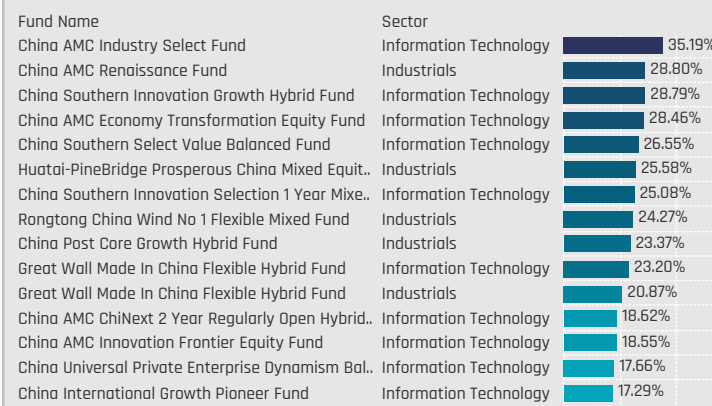 Fund Name Sector
China AMC Industry Select Fund Information Technology 35.19%
China AMC Renaissance Fund Industrials 28.80%
China Southern Innovation Growth Hybrid Fund Information Technology 28.79%
China AMC Economy Transformation Equity Fund Information Technology 28.46%
China Southern Select Value Balanced Fund Information Technology 26.55%
Huatai-PineBridge Prosperous China Mixed Equit.. Industrials 25.58%
China Southern Innovation Selection 1 Year Mixe.. Information Technology 25.08%
Rongtong China Wind No 1 Flexible Mixed Fund Industrials 24.27%
China Post Core Growth Hybrid Fund Industrials 23.37%
Great Wall Made In China Flexible Hybrid Fund Information Technology 23.20%
Great Wall Made In China Flexible Hybrid Fund Industrials 20.87%
China AMC ChiNext 2 Year Regularly Open Hybrid.. Information Technology 18.62%
China AMC Innovation Frontier Equity Fund Information Technology 18.55%
China Universal Private Enterprise Dynamism Bal.. Information Technology 17.66%
China International Growth Pioneer Fund Information Technology 17.29%